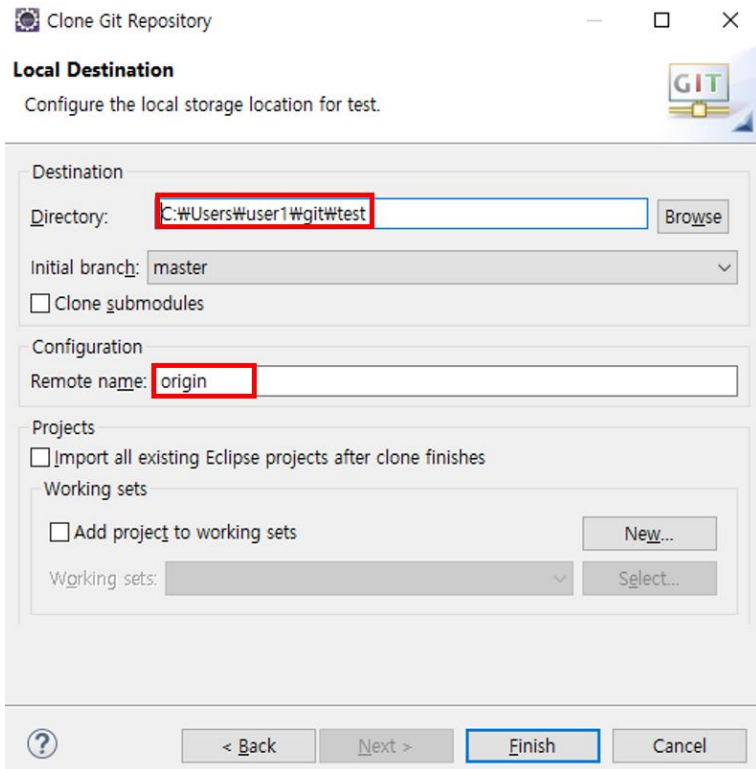 Clone Git Repository
Local Destination
Configure the local storage location for test.
GIT
Destination
Directory: C:₩Users₩user1₩git₩test Browse
Initial branch: master
Clone submodules
Configuration
Remote name: origin
Projects
Import all existing Eclipse projects after clone finishes
Working sets
Add project to working sets New...
Working sets: Select...
? < Back Next > Finish Cancel